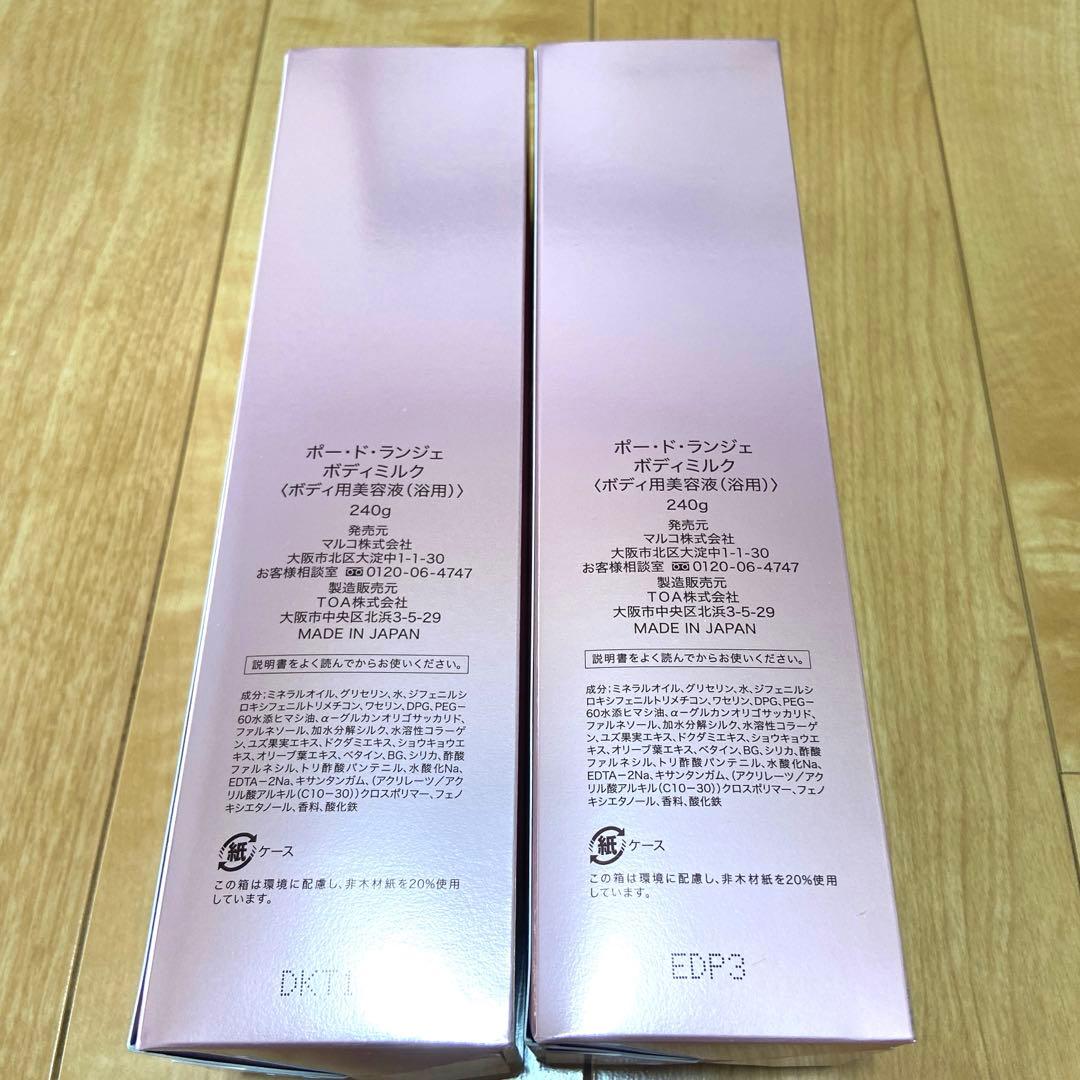 ポー・ド・ランジェ
ボディミルク
〈ボディ用美容液(浴用)〉
240g
発売元
マルコ株式会社
大阪市北区大淀中1-1-30
お客様相談室 0120-06-4747
製造販売元
TOA株式会社
大阪市中央区北浜3-5-29
MADE IN JAPAN
説明書をよく読んでからお使いください。
成分;ミネラルオイル、グリセリン、水、ジフェニルシ
ロキシフェニルトリメチコン、ワセリン、DPG、PEG-
60水添ヒマシ油、α-グルカンオリゴサッカリド、
ファルネソール、加水分解シルク、水溶性コラーゲ
ン、ユズ果実エキス、ドクダミエキス、ショウキョウエ
キス、オリーブ葉エキス、ベタイン、BG、シリカ、酢酸
ファルネシル、トリ酢酸パンテニル、水酸化Na、
EDTA-2Na、キサンタンガム、(アクリレーツ/アク
リル酸アルキル(C10-30))クロスポリマー、フェノ
キシエタノール、香料、酸化鉄
紙 ケース
この箱は環境に配慮し、非木材紙を20%使用
しています。
DKT1
ポー・ド・ランジェ
ボディミルク
〈ボディ用美容液(浴用)〉
240g
発売元
マルコ株式会社
大阪市北区大淀中1-1-30
お客様相談室 0120-06-4747
製造販売元
TOA株式会社
大阪市中央区北浜3-5-29
MADE IN JAPAN
説明書をよく読んでからお使いください。
成分;ミネラルオイル、グリセリン、水、ジフェニルシ
ロキシフェニルトリメチコン、ワセリン、DPG、PEG-
60水添ヒマシ油、α-グルカンオリゴサッカリド、
ファルネソール、加水分解シルク、水溶性コラーゲ
ン、ユズ果実エキス、ドクダミエキス、ショウキョウエ
キス、オリーブ葉エキス、ベタイン、BG、シリカ、酢酸
ファルネシル、トリ酢酸パンテニル、水酸化Na、
EDTA-2Na、キサンタンガム、(アクリレーツ/アク
リル酸アルキル(C10-30))クロスポリマー、フェノ
キシエタノール、香料、酸化鉄
紙 ケース
この箱は環境に配慮し、非木材紙を20%使用
しています。
EDP3